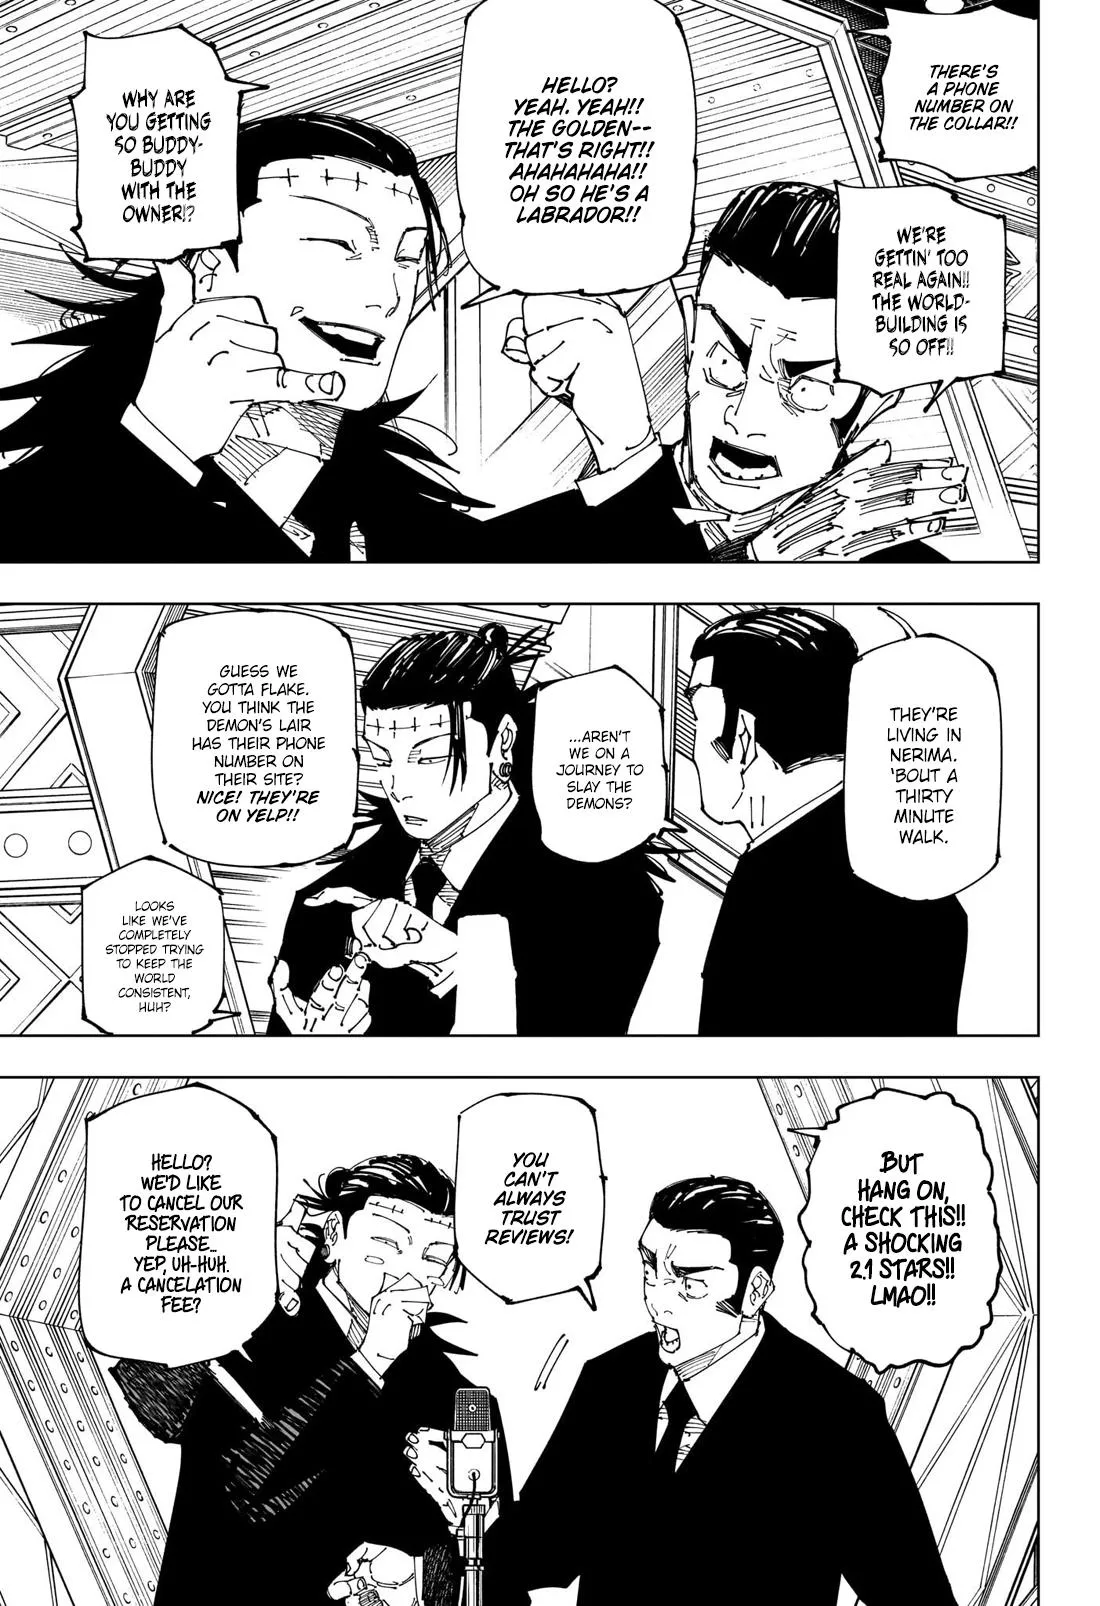 THERE'S
A PHONE
NUMBER ON
THE COLLAR!!
WE'RE
GETTIN' TOO
REAL AGAIN!!
THE WORLD-
BUILDING IS
SO OFF!!
HELLO?
YEAH. YEAH!!
THE GOLDEN--
THAT'S RIGHT!!
AHAHAHAHA!!
OH SO HE'S A
LABRADOR!!
WHY ARE
YOU GETTING
SO BUDDY-
BUDDY
WITH THE
OWNER!?
THEY'RE
LIVING IN
NERIMA.
'BOUT A
THIRTY
MINUTE
WALK.
...AREN'T
WE ON A
JOURNEY TO
SLAY THE
DEMONS?
GUESS WE
GOTTA FLAKE.
YOU THINK THE
DEMON'S LAIR
HAS THEIR PHONE
NUMBER ON
THEIR SITE?
NICE! THEY'RE
ON YELP!!
LOOKS
LIKE WE'VE
COMPLETELY
STOPPED TRYING
TO KEEP THE
WORLD
CONSISTENT,
HUH?
BUT
HANG ON,
CHECK THIS!!
A SHOCKING
2.1 STARS!!
LMAO!!
YOU
CAN'T
ALWAYS
TRUST
REVIEWS!
HELLO?
WE'D LIKE
TO CANCEL OUR
RESERVATION
PLEASE...
YEP, UH-HUH.
A CANCELATION
FEE?